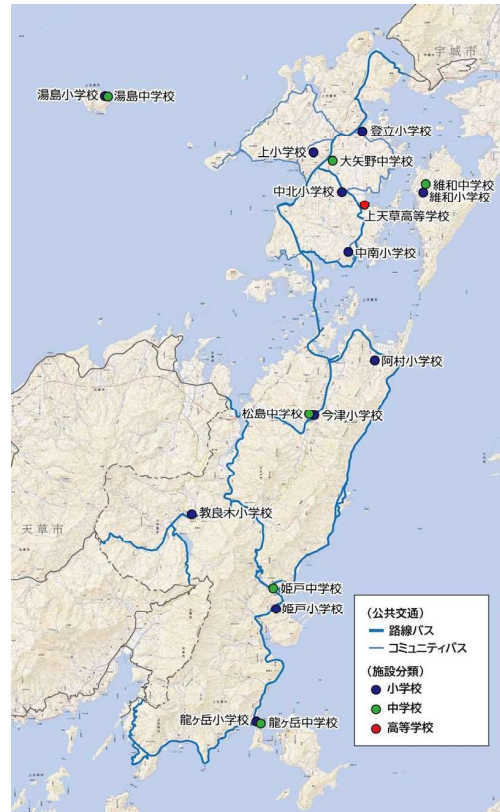 宇城市
湯島小学校
湯島中学校
登立小学校
上小学校
大矢野中学校
維和中学校
中北小学校
維和小学校
上天草高等学校
中南小学校
阿村小学校
松島中学校
今津小学校
教良木小学校
天草市
姫戸中学校
姫戸小学校
龍ヶ岳小学校
龍ヶ岳中学校
（公共交通）
路線バス
コミュニティバス
（施設分類）
小学校
中学校
高等学校